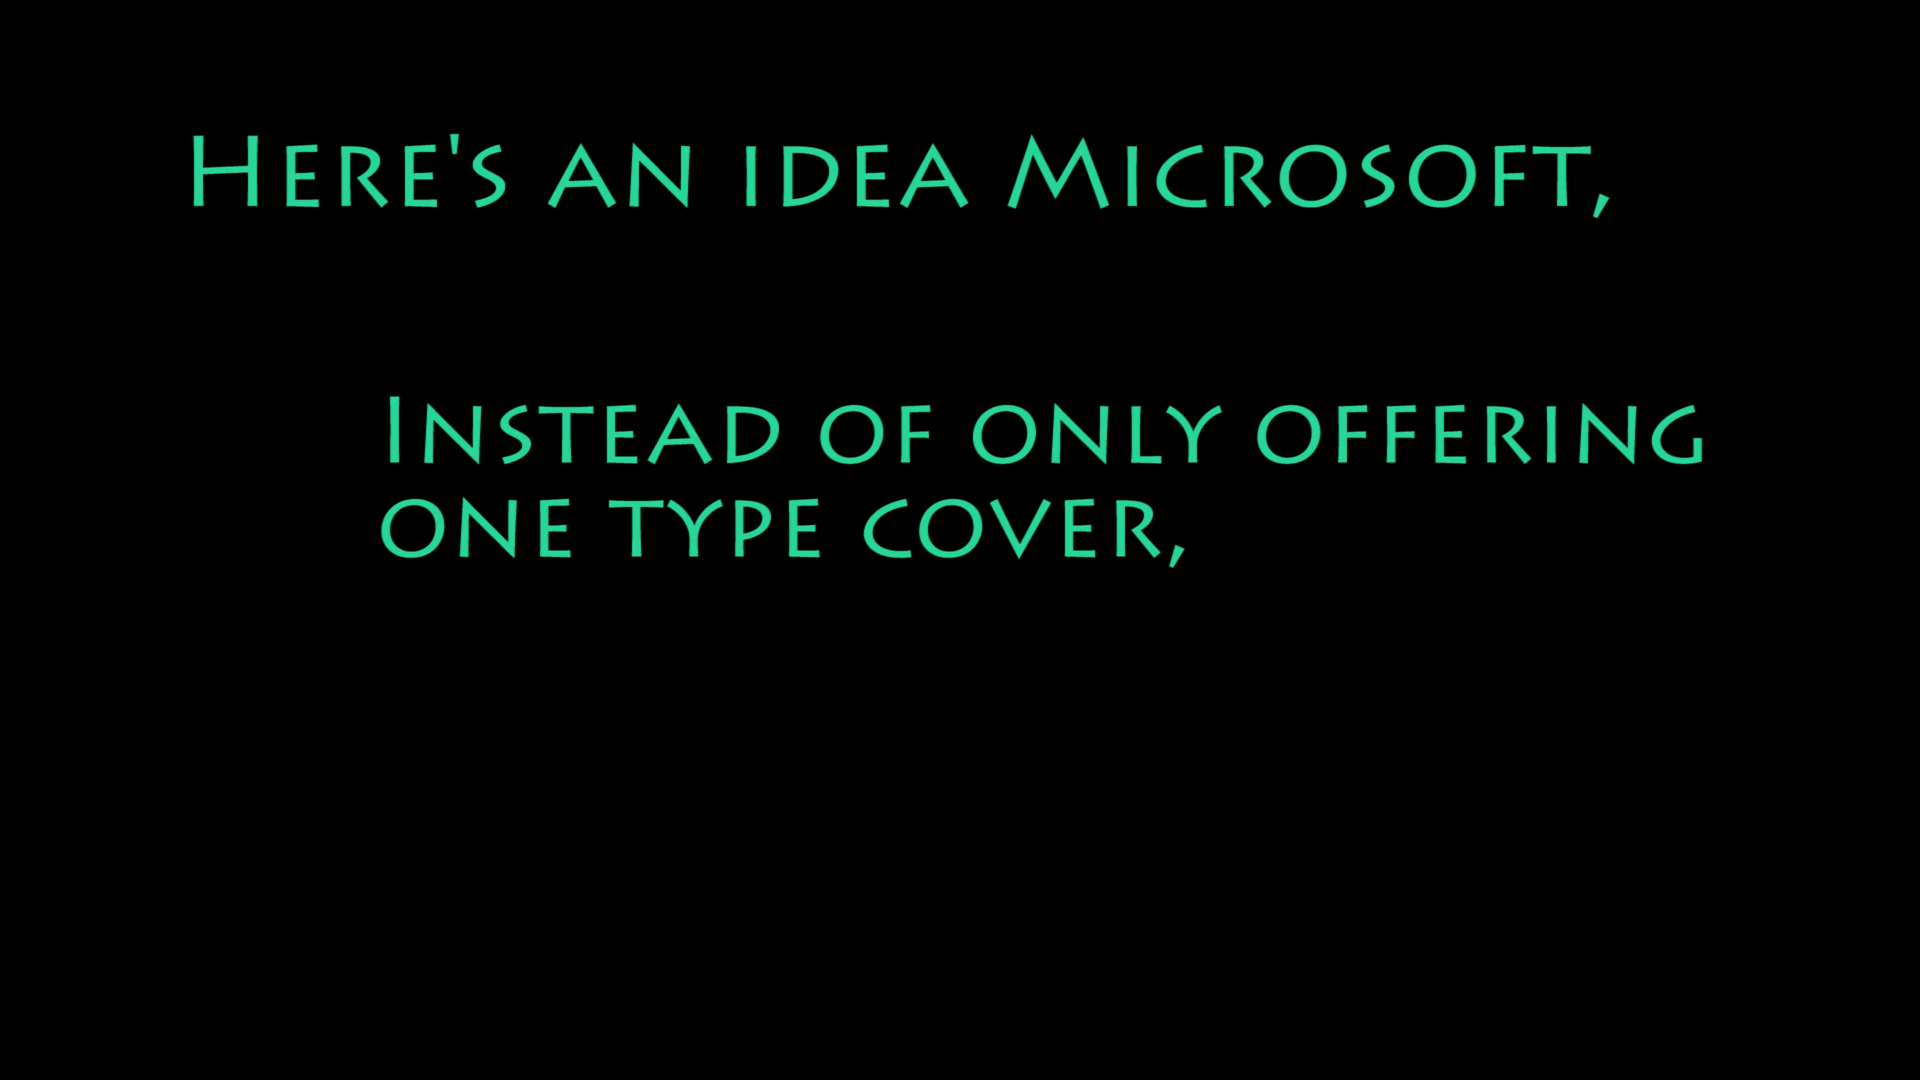 Here's an idea Microsoft,
Instead of only offering
one type cover,